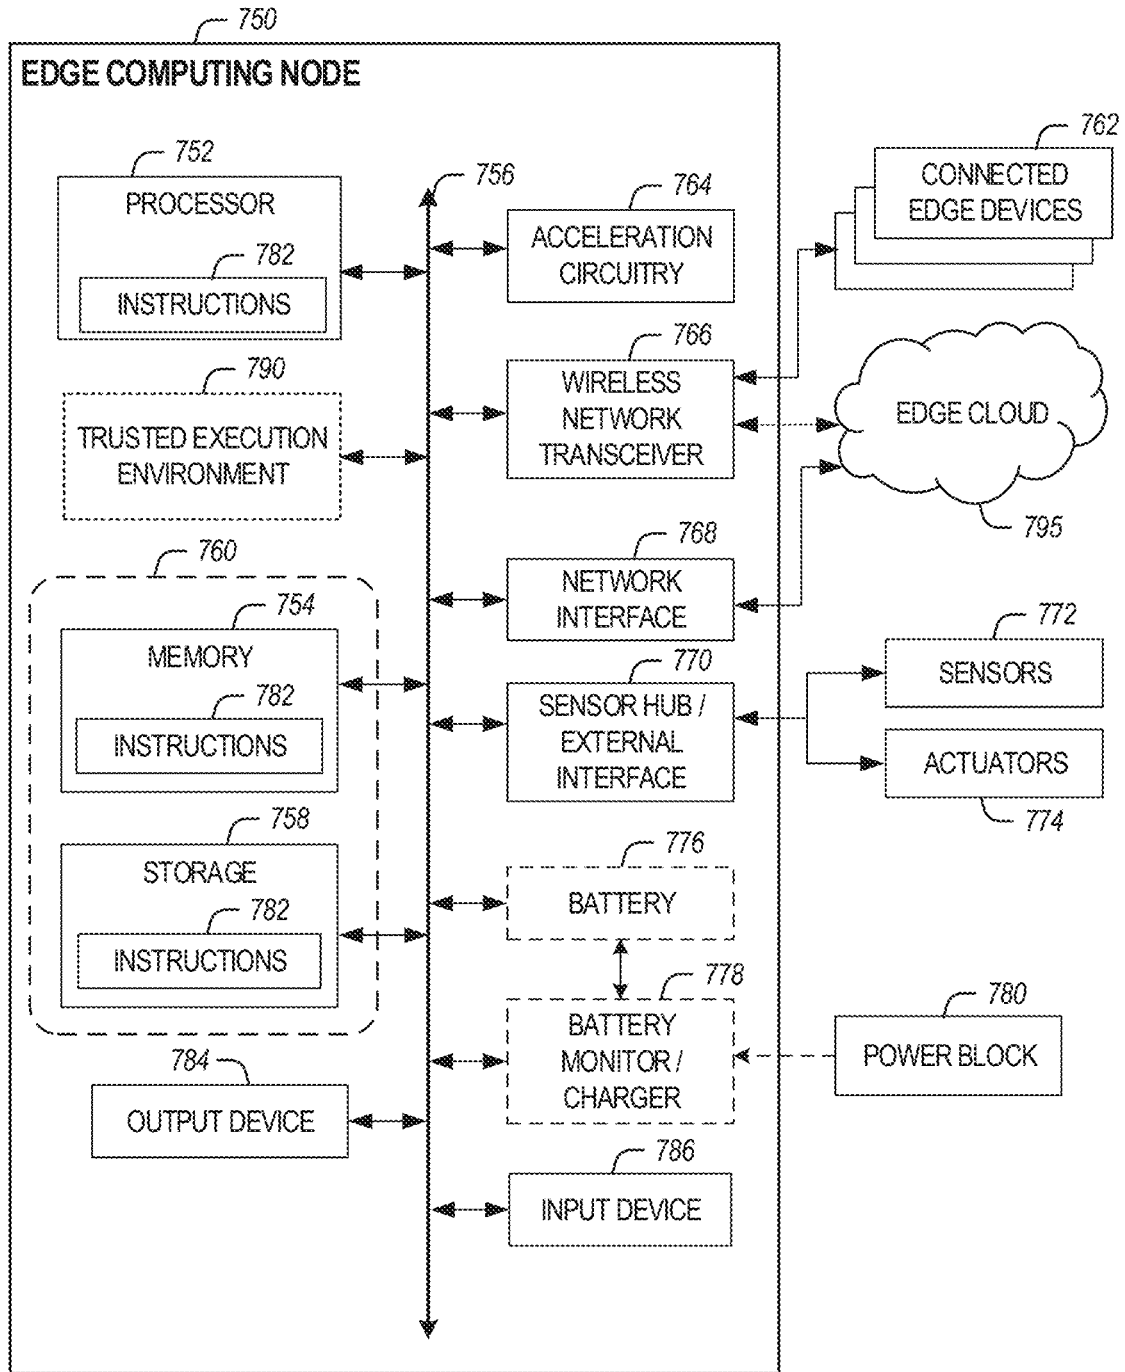 750
EDGE COMPUTING NODE
752
PROCESSOR
782
INSTRUCTIONS
790
TRUSTED EXECUTION
ENVIRONMENT
760
754
MEMORY
782
INSTRUCTIONS
758
STORAGE
782
INSTRUCTIONS
784
OUTPUT DEVICE
756
764
ACCELERATION
CIRCUITRY
766
WIRELESS
NETWORK
TRANSCEIVER
768
NETWORK
INTERFACE
770
SENSOR HUB /
EXTERNAL
INTERFACE
776
BATTERY
778
BATTERY
MONITOR /
CHARGER
786
INPUT DEVICE
762
CONNECTED
EDGE DEVICES
EDGE CLOUD
795
772
SENSORS
ACTUATORS
774
780
POWER BLOCK